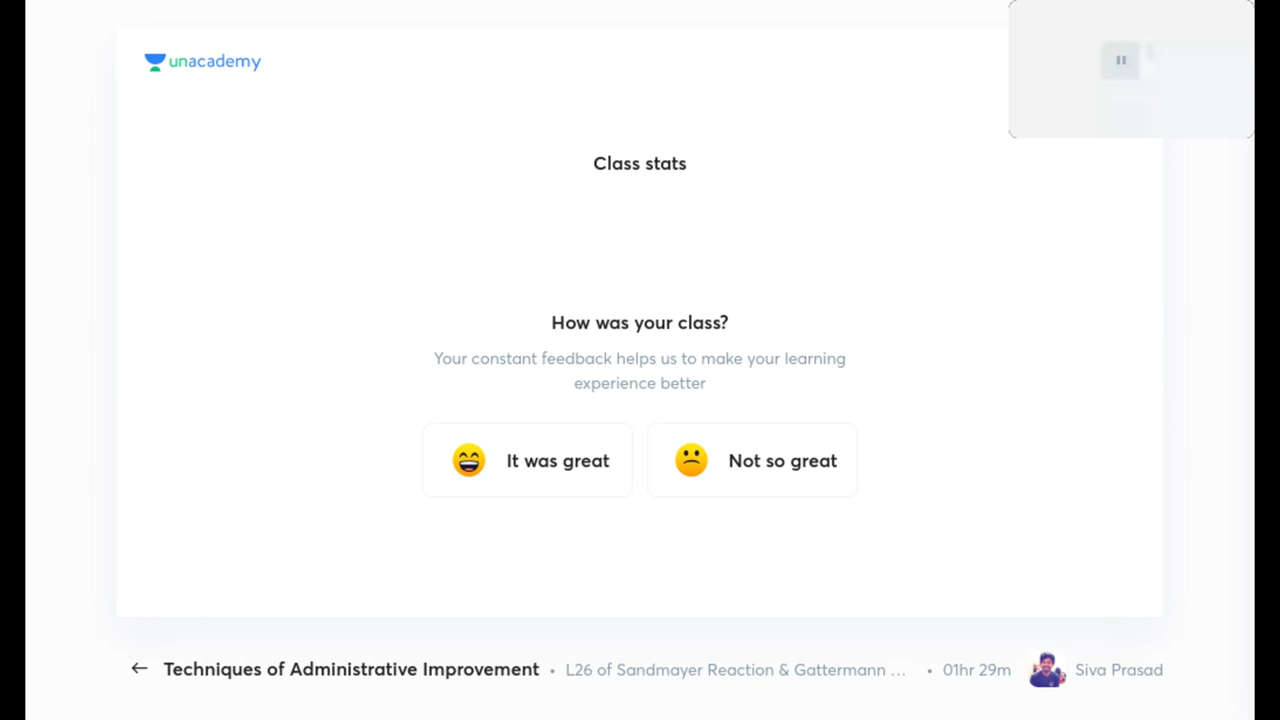 unacademy
Class stats
How was your class?
Your constant feedback helps us to make your learning
experience better
It was great
Not so great
Techniques of Administrative Improvement • L26 of Sandmayer Reaction & Gattermann ... • 01hr 29m Siva Prasad